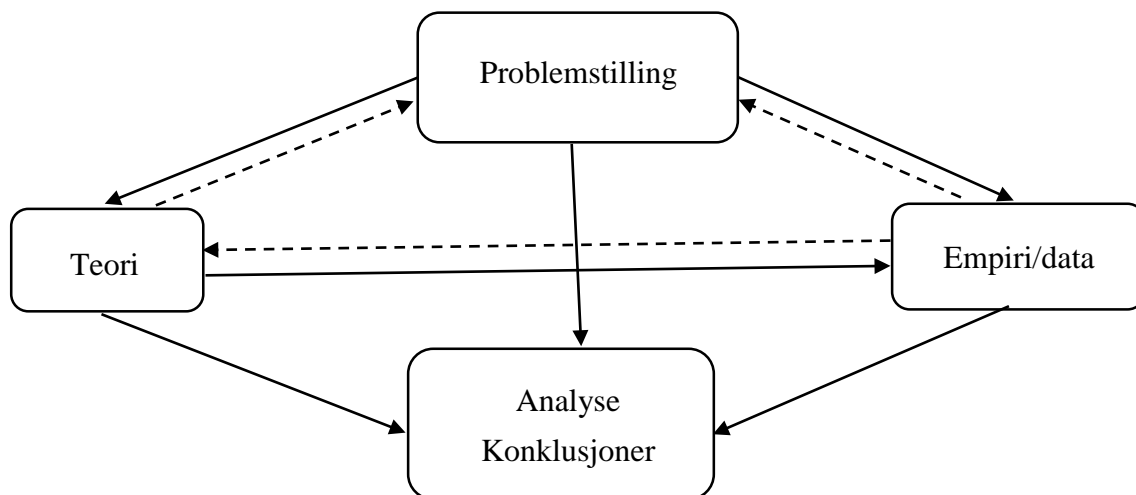 Problemstilling
Teori
Empiri/data
Analyse
Konklusjoner